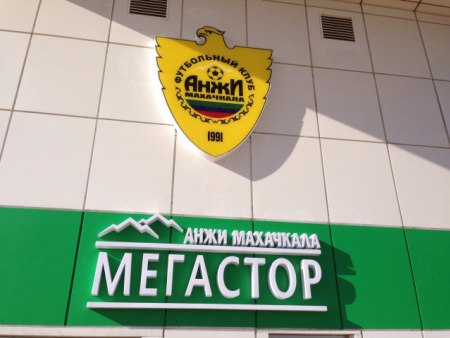 ФУТБОЛЬНЫЙ КЛУБ
АНЖИ
МАХАЧКАЛА
1991
АНЖИ МАХАЧКАЛА
МЕГАСТОР